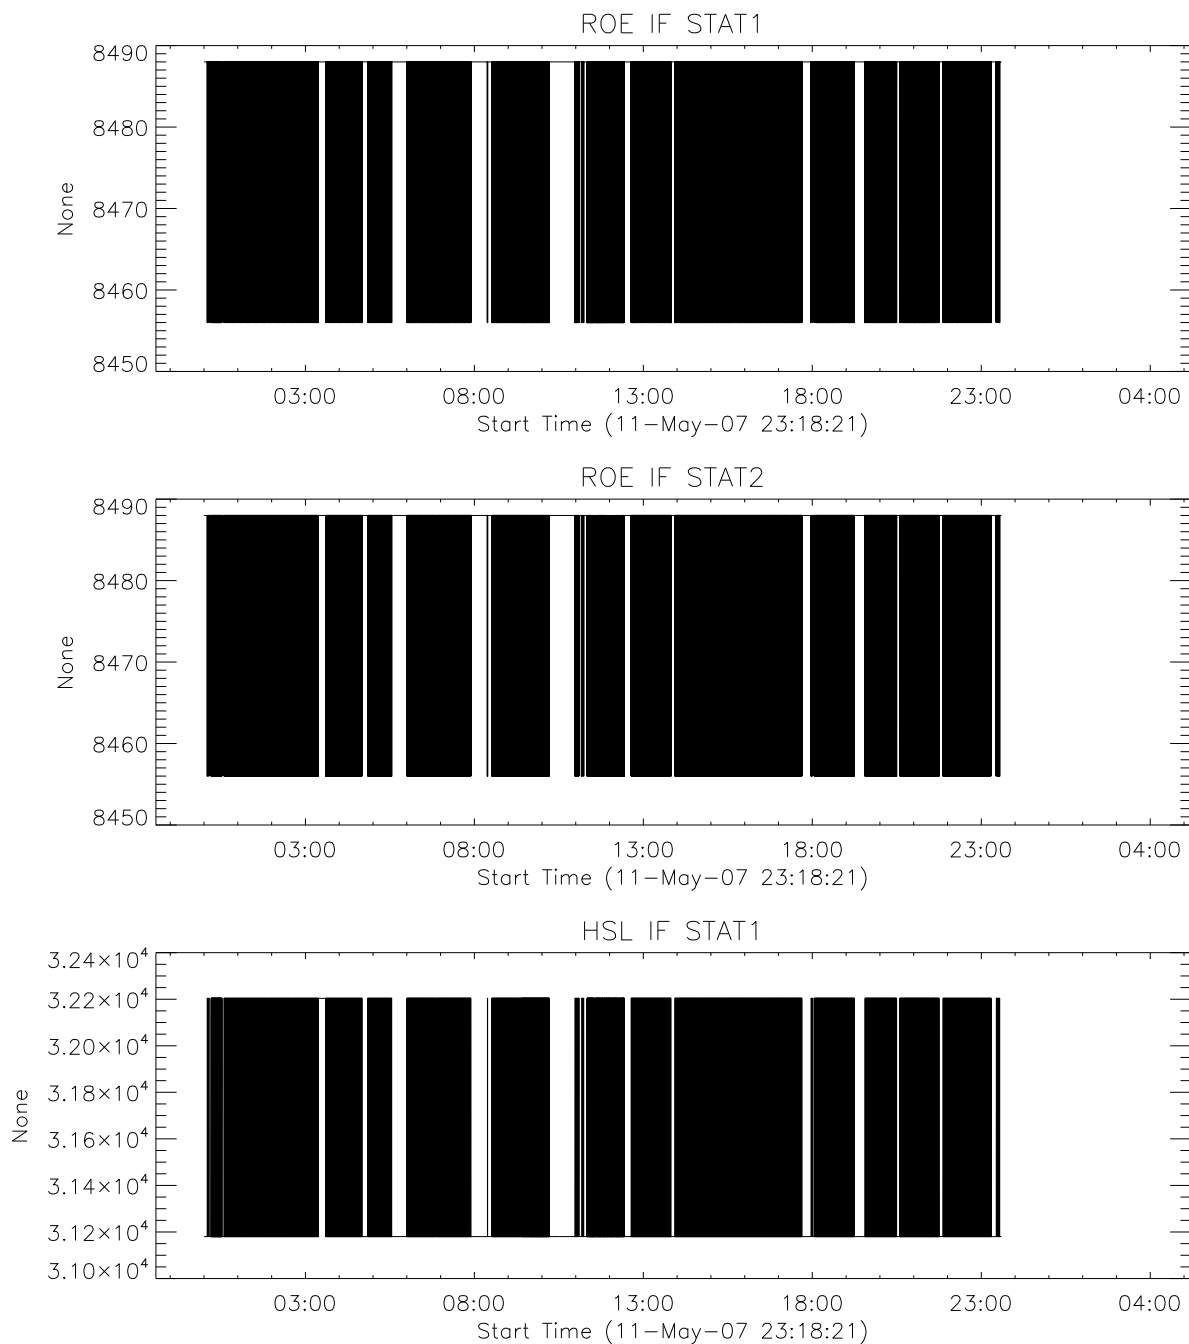 ROE IF STAT1
8490
8480
8470
8460
8450
None
03:00 08:00 13:00 18:00 23:00 04:00
Start Time (11-May-07 23:18:21)
ROE IF STAT2
8490
8480
8470
8460
8450
None
03:00 08:00 13:00 18:00 23:00 04:00
Start Time (11-May-07 23:18:21)
HSL IF STAT1
3.24×10⁴
3.22×10⁴
3.20×10⁴
3.18×10⁴
3.16×10⁴
3.14×10⁴
3.12×10⁴
3.10×10⁴
None
03:00 08:00 13:00 18:00 23:00 04:00
Start Time (11-May-07 23:18:21)